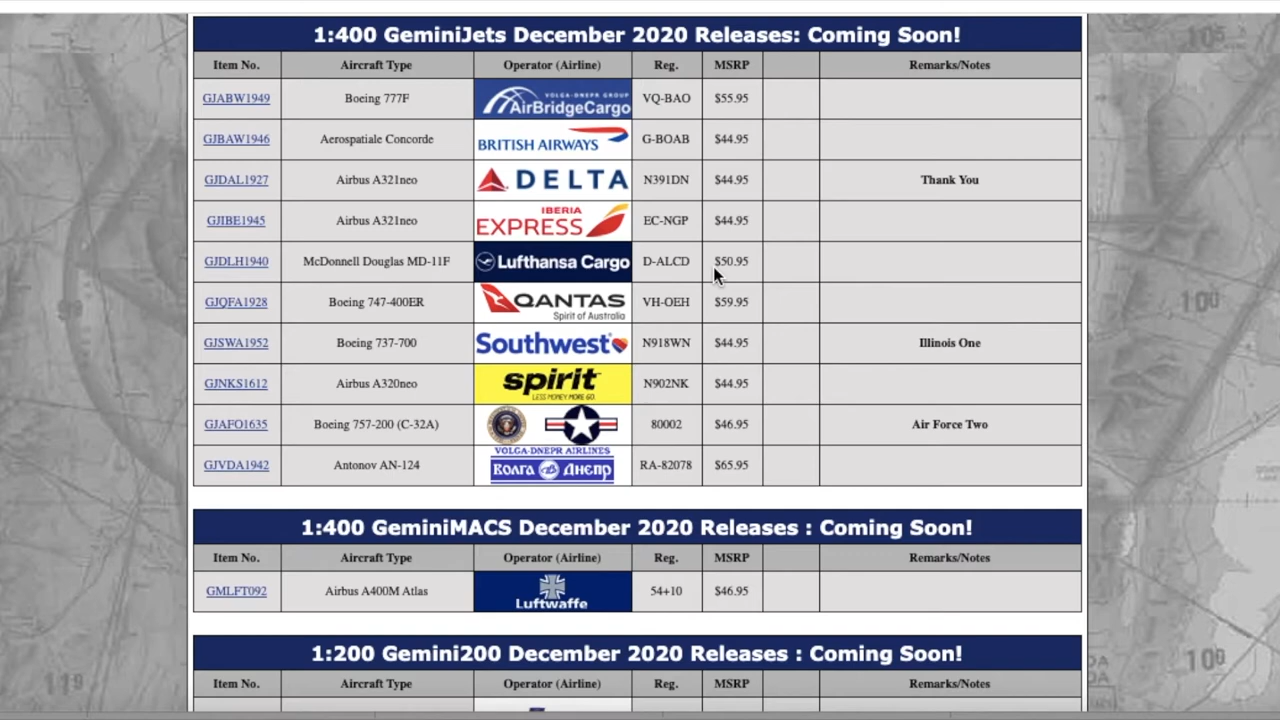 1:400 GeminiJets December 2020 Releases: Coming Soon!
Item No. Aircraft Type Operator (Airline) Reg. MSRP Remarks/Notes
GJABW1949 Boeing 777F VOLGA-DNEPR GROUP AirBridgeCargo VQ-BAO $55.95
GJBAW1946 Aerospatiale Concorde BRITISH AIRWAYS G-BOAB $44.95
GJDAL1927 Airbus A321neo DELTA N391DN $44.95 Thank You
GJIBE1945 Airbus A321neo IBERIA EXPRESS EC-NGP $44.95
GJDLH1940 McDonnell Douglas MD-11F Lufthansa Cargo D-ALCD $50.95
GJQFA1928 Boeing 747-400ER QANTAS Spirit of Australia VH-OEH $59.95
GJSWA1952 Boeing 737-700 Southwest N918WN $44.95 Illinois One
GJNKS1612 Airbus A320neo spirit LESS MONEY. MORE GO. N902NK $44.95
GJAFO1635 Boeing 757-200 (C-32A) 80002 $46.95 Air Force Two
GJVDA1942 Antonov AN-124 VOLGA-DNEPR AIRLINES Волга Днепр RA-82078 $65.95
1:400 GeminiMACS December 2020 Releases : Coming Soon!
Item No. Aircraft Type Operator (Airline) Reg. MSRP Remarks/Notes
GMLFT092 Airbus A400M Atlas Luftwaffe 54+10 $46.95
1:200 Gemini200 December 2020 Releases : Coming Soon!
Item No. Aircraft Type Operator (Airline) Reg. MSRP Remarks/Notes